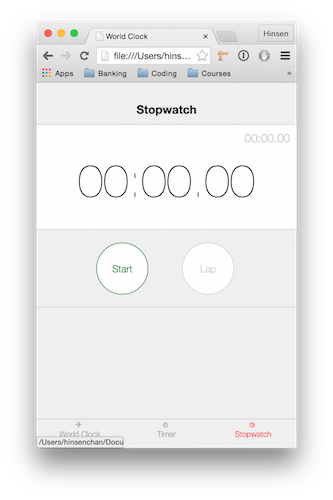 World Clock
Hinsen
file:///Users/hins...
Apps Banking Coding Courses »
Stopwatch
00:00.00
00:00.00
Start Lap
World Clock Timer Stopwatch
/Users/hinsenchan/Docu